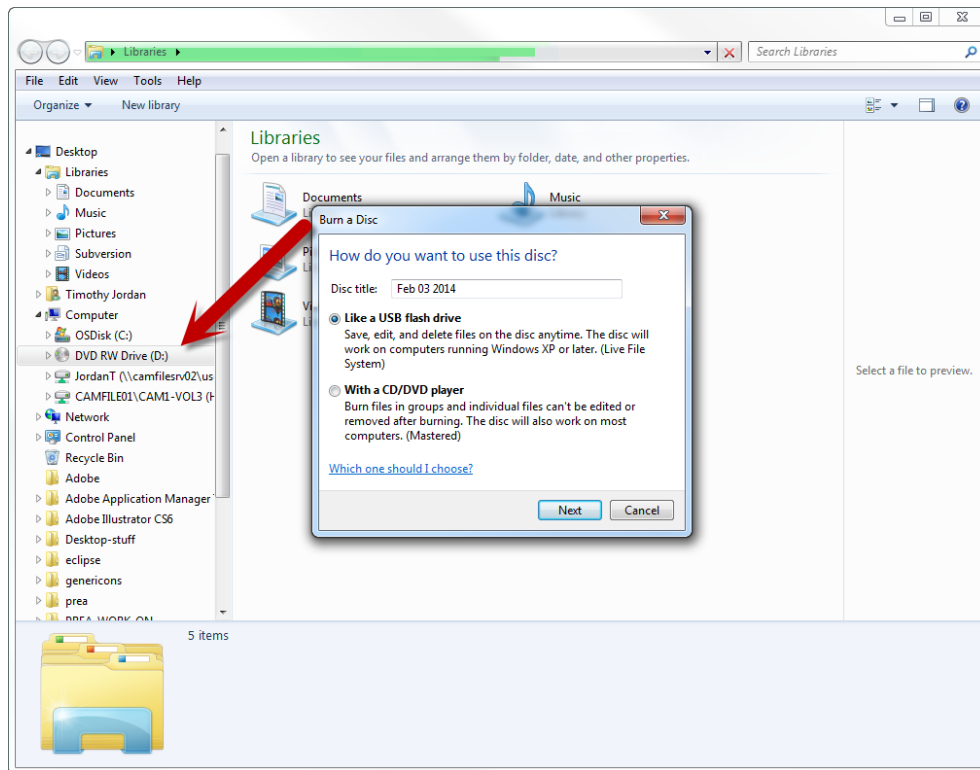 Libraries
Search Libraries
File Edit View Tools Help
Organize New library
Desktop
Libraries
Documents
Music
Pictures
Subversion
Videos
Timothy Jordan
Computer
OSDisk (C:)
DVD RW Drive (D:)
JordanT (\\camfilesrv02\us
CAMFILE01\CAM1-VOL3 (H
Network
Control Panel
Recycle Bin
Adobe
Adobe Application Manager
Adobe Illustrator CS6
Desktop-stuff
eclipse
genericons
prea
PREA-WORK-ON
Libraries
Open a library to see your files and arrange them by folder, date, and other properties.
Documents
Music
Burn a Disc
How do you want to use this disc?
Disc title: Feb 03 2014
Like a USB flash drive
Save, edit, and delete files on the disc anytime. The disc will
work on computers running Windows XP or later. (Live File
System)
With a CD/DVD player
Burn files in groups and individual files can't be edited or
removed after burning. The disc will also work on most
computers. (Mastered)
Which one should I choose?
Next Cancel
Select a file to preview.
5 items